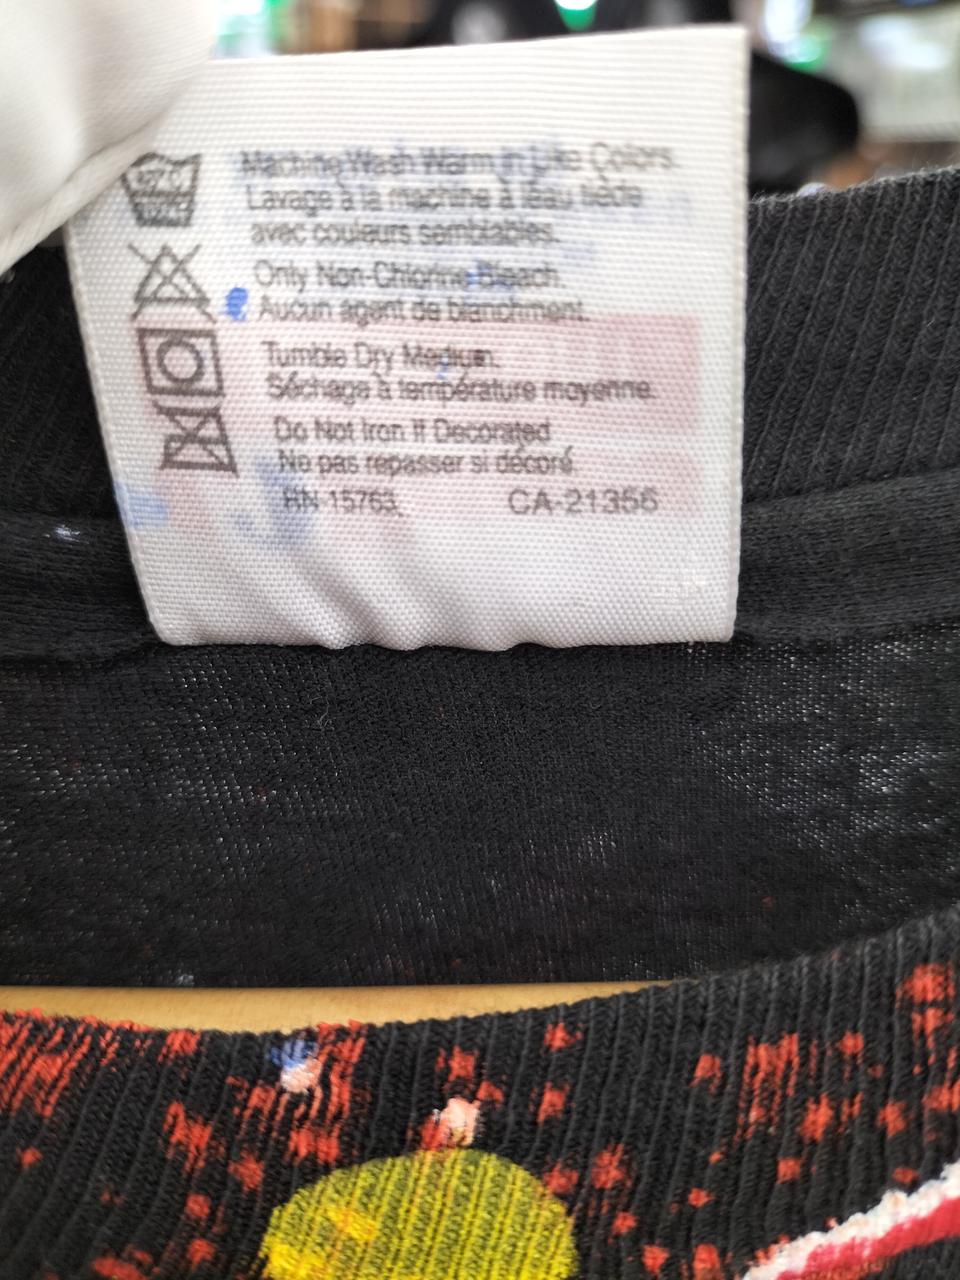 Machine Wash Warm in Like Colors.
Lavage à la machine à l'eau tiède
avec couleurs semblables.
Only Non-Chlorine Bleach.
Aucun agent de blanchiment.
Tumble Dry Medium.
Séchage à température moyenne.
Do Not Iron If Decorated
Ne pas repasser si décoré.
RN-15763 CA-21356